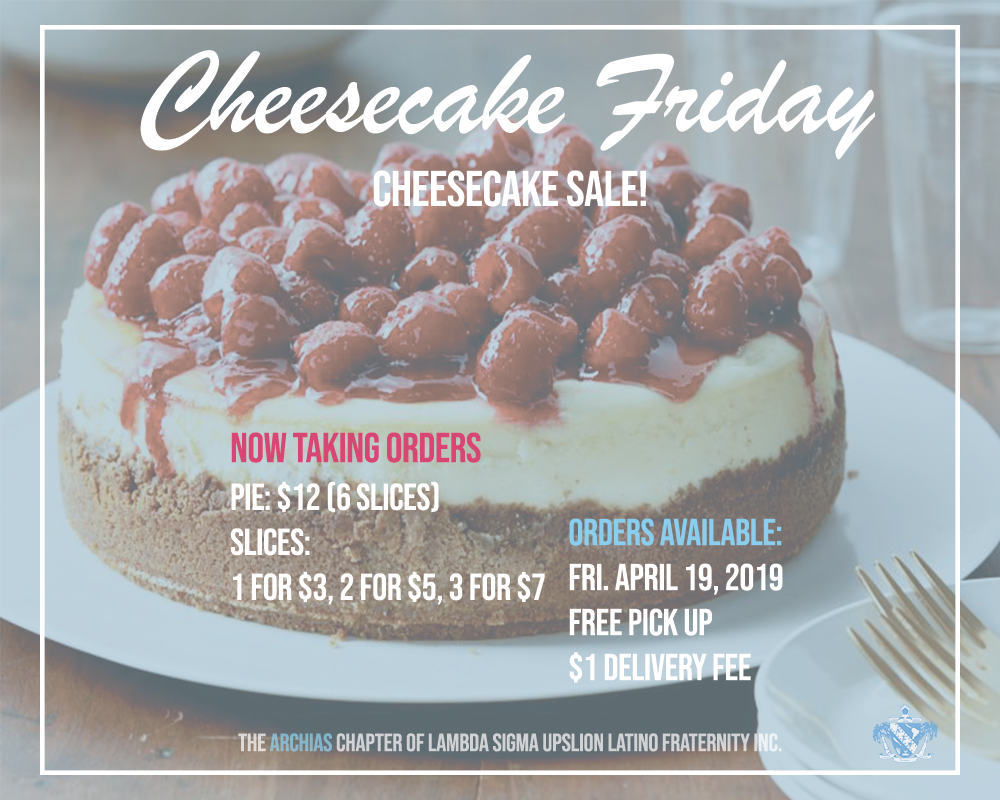 Cheesecake Friday
CHEESECAKE SALE!
NOW TAKING ORDERS
PIE: $12 (6 SLICES)
SLICES:
1 FOR $3, 2 FOR $5, 3 FOR $7
ORDERS AVAILABLE:
FRI. APRIL 19, 2019
FREE PICK UP
$1 DELIVERY FEE
THE ARCHIAS CHAPTER OF LAMBDA SIGMA UPSLION LATINO FRATERNITY INC.